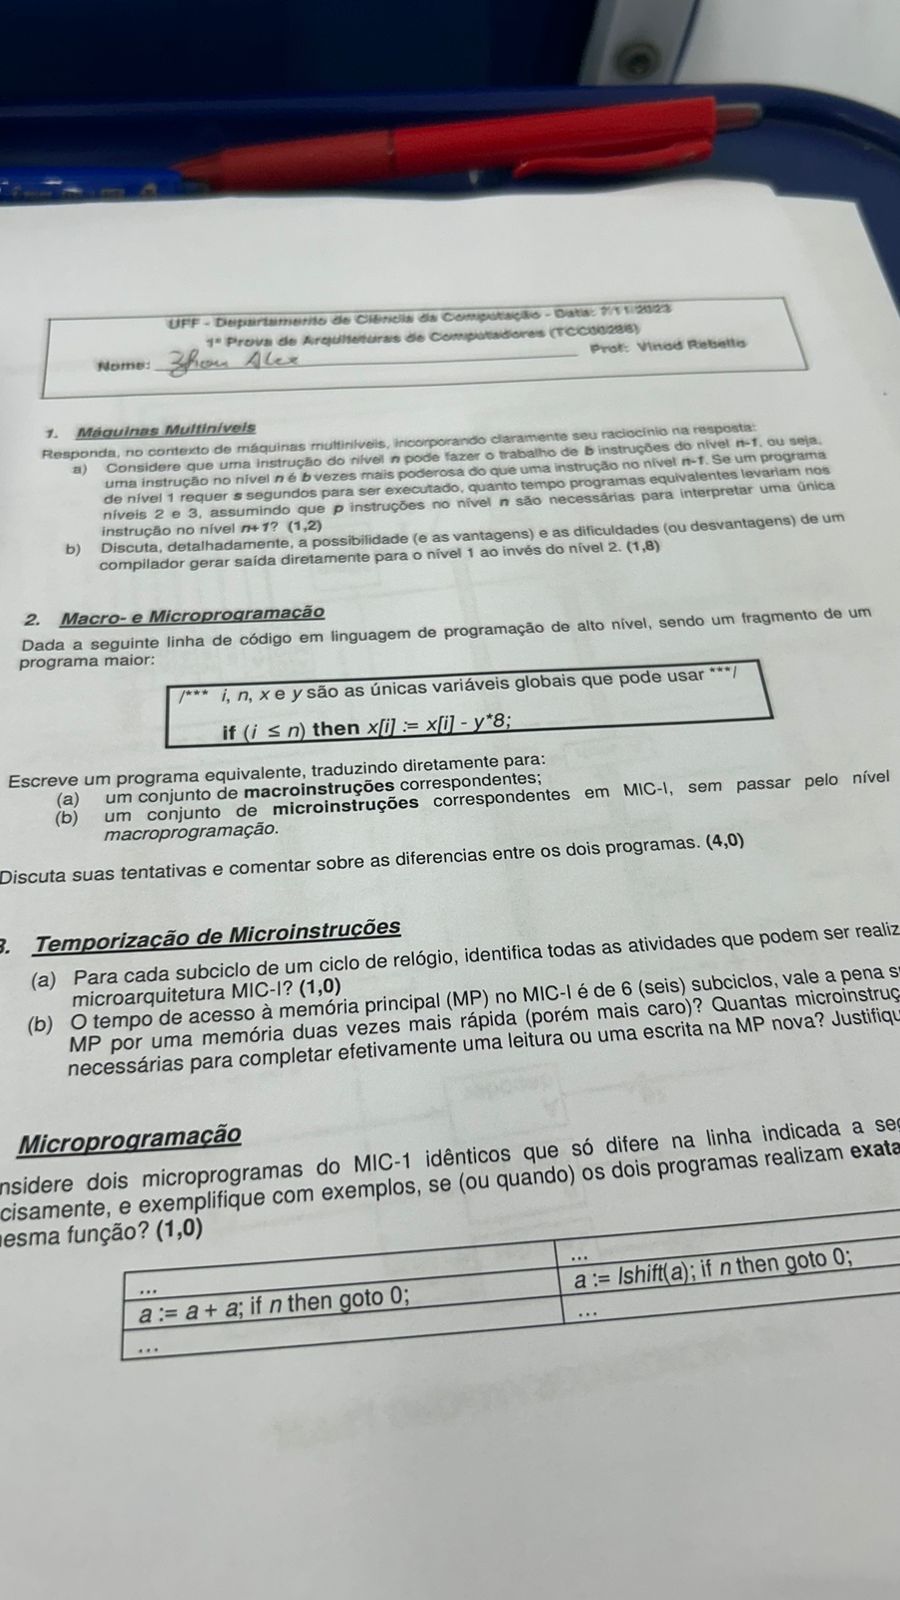 UFF - Departamento de Ciência da Computação - Data: 7/11/2023
1ª Prova de Arquiteturas de Computadores (TCC00286)
Nome: Zhou Alex Prof: Vinod Rebello
1. Máquinas Multiníveis
Responda, no contexto de máquinas multiníveis, incorporando claramente seu raciocínio na resposta:
a) Considere que uma instrução do nível n pode fazer o trabalho de b instruções do nível n-1, ou seja,
uma instrução no nível n é b vezes mais poderosa do que uma instrução no nível n-1. Se um programa
de nível 1 requer s segundos para ser executado, quanto tempo programas equivalentes levariam nos
níveis 2 e 3, assumindo que p instruções no nível n são necessárias para interpretar uma única
instrução no nível n+1? (1,2)
b) Discuta, detalhadamente, a possibilidade (e as vantagens) e as dificuldades (ou desvantagens) de um
compilador gerar saída diretamente para o nível 1 ao invés do nível 2. (1,8)
2. Macro- e Microprogramação
Dada a seguinte linha de código em linguagem de programação de alto nível, sendo um fragmento de um
programa maior:
/*** i, n, x e y são as únicas variáveis globais que pode usar ***/
if (i ≤ n) then x[i] := x[i] - y*8;
Escreve um programa equivalente, traduzindo diretamente para:
(a) um conjunto de macroinstruções correspondentes;
(b) um conjunto de microinstruções correspondentes em MIC-I, sem passar pelo nível
macroprogramação.
Discuta suas tentativas e comentar sobre as diferencias entre os dois programas. (4,0)
3. Temporização de Microinstruções
(a) Para cada subciclo de um ciclo de relógio, identifica todas as atividades que podem ser realiz
microarquitetura MIC-I? (1,0)
(b) O tempo de acesso à memória principal (MP) no MIC-I é de 6 (seis) subciclos, vale a pena s
MP por uma memória duas vezes mais rápida (porém mais caro)? Quantas microinstruç
necessárias para completar efetivamente uma leitura ou uma escrita na MP nova? Justifiqu
Microprogramação
nsidere dois microprogramas do MIC-1 idênticos que só difere na linha indicada a seg
cisamente, e exemplifique com exemplos, se (ou quando) os dois programas realizam exata
esma função? (1,0)
... ...
a := a + a; if n then goto 0; a := lshift(a); if n then goto 0;
... ...